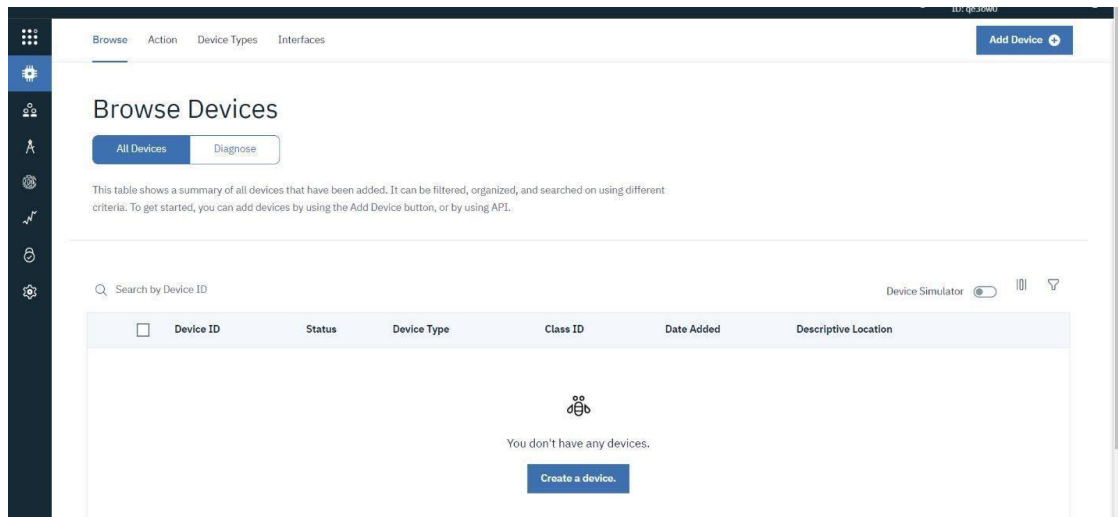 ID: qe36w0
Browse Action Device Types Interfaces
Add Device
Browse Devices
All Devices Diagnose
This table shows a summary of all devices that have been added. It can be filtered, organized, and searched on using different
criteria. To get started, you can add devices by using the Add Device button, or by using API.
Search by Device ID
Device Simulator
Device ID Status Device Type Class ID Date Added Descriptive Location
You don't have any devices.
Create a device.